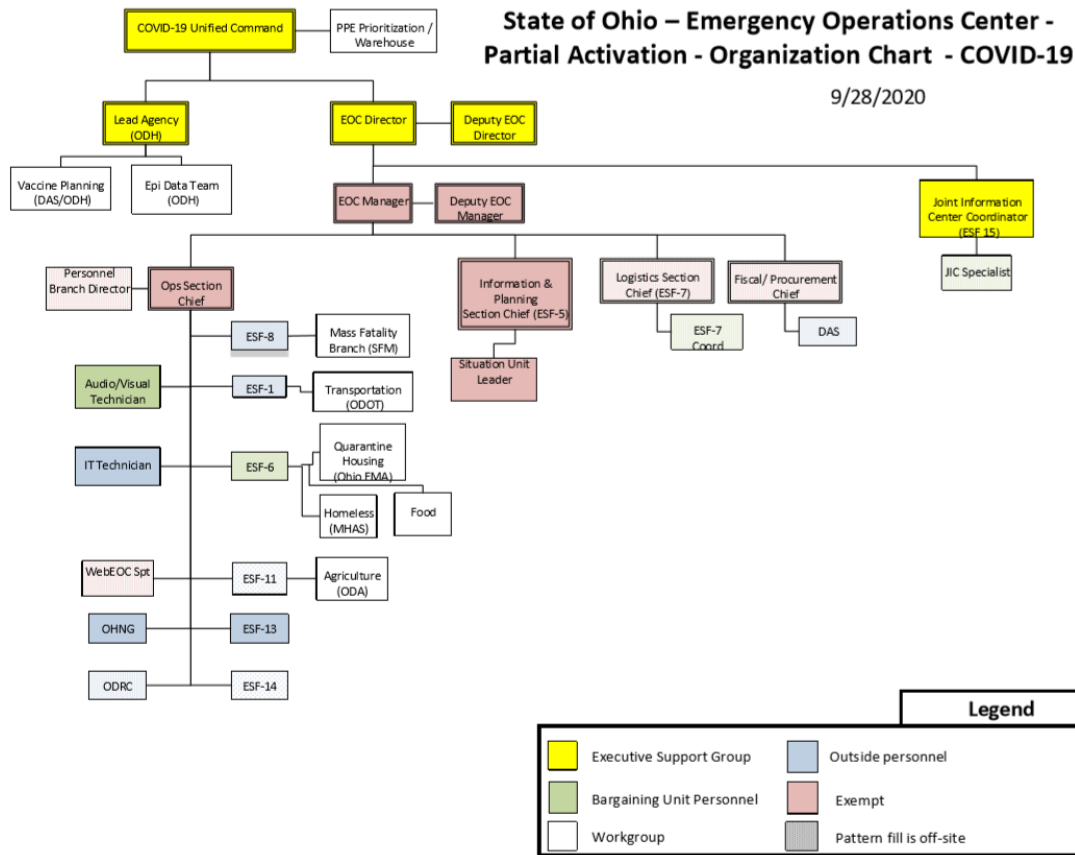 State of Ohio – Emergency Operations Center -
Partial Activation - Organization Chart - COVID-19
9/28/2020
COVID-19 Unified Command
PPE Prioritization /
Warehouse
Lead Agency
(ODH)
EOC Director
Deputy EOC
Director
Vaccine Planning
(DAS/ODH)
Epi Data Team
(ODH)
EOC Manager
Deputy EOC
Manager
Joint Information
Center Coordinator
(ESF 15)
JIC Specialist
Personnel
Branch Director
Ops Section
Chief
Information &
Planning
Section Chief (ESF-5)
Logistics Section
Chief (ESF-7)
Fiscal/ Procurement
Chief
ESF-7
Coord
DAS
Situation Unit
Leader
ESF-8
Mass Fatality
Branch (SFM)
Audio/Visual
Technician
ESF-1
Transportation
(ODOT)
IT Technician
ESF-6
Quarantine
Housing
(Ohio EMA)
Homeless
(MHAS)
Food
WebEOC Spt
ESF-11
Agriculture
(ODA)
OHNG
ESF-13
ODRC
ESF-14
Legend
Executive Support Group
Outside personnel
Bargaining Unit Personnel
Exempt
Workgroup
Pattern fill is off-site